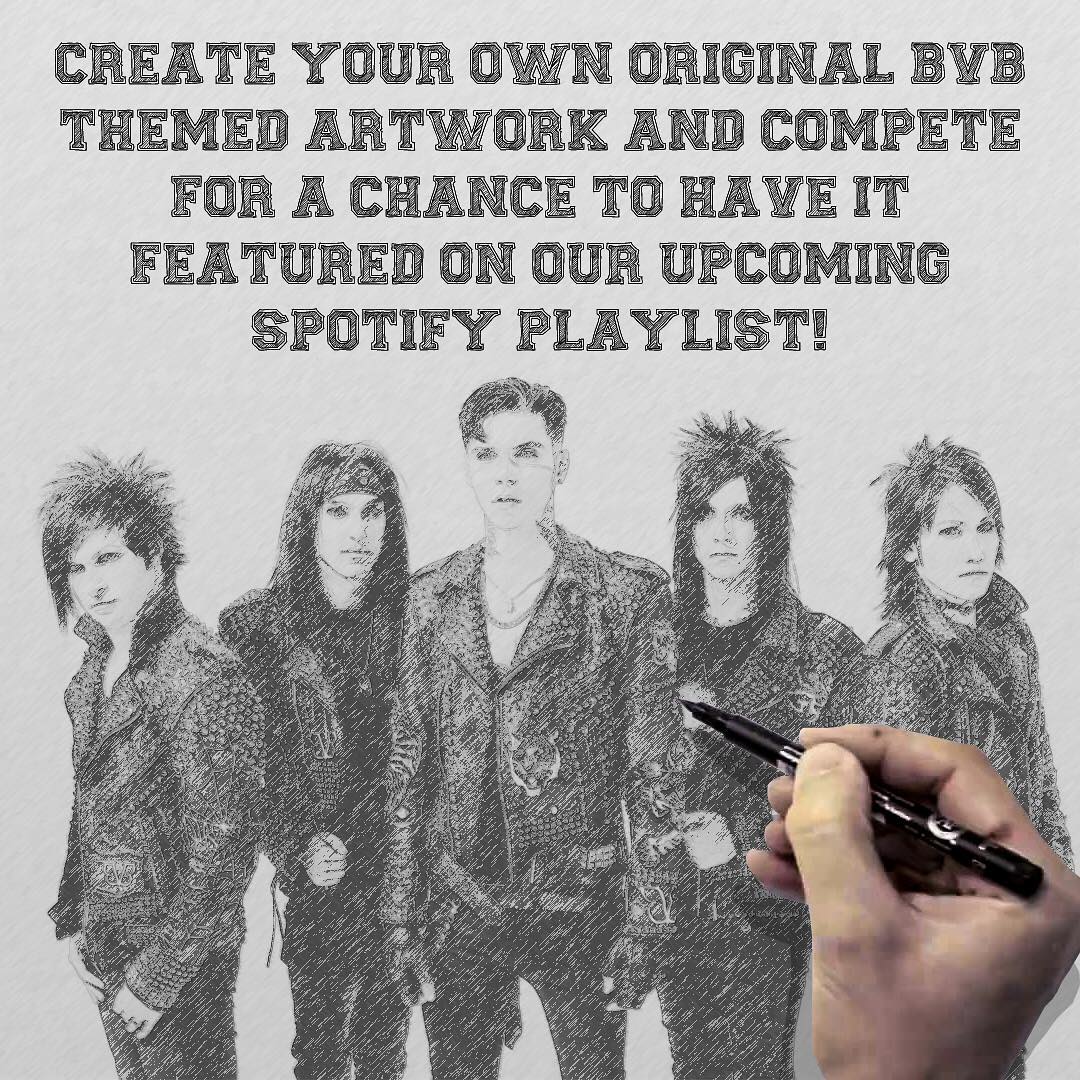 CREATE YOUR OWN ORIGINAL BVB
THEMED ARTWORK AND COMPETE
FOR A CHANCE TO HAVE IT
FEATURED ON OUR UPCOMING
SPOTIFY PLAYLIST!